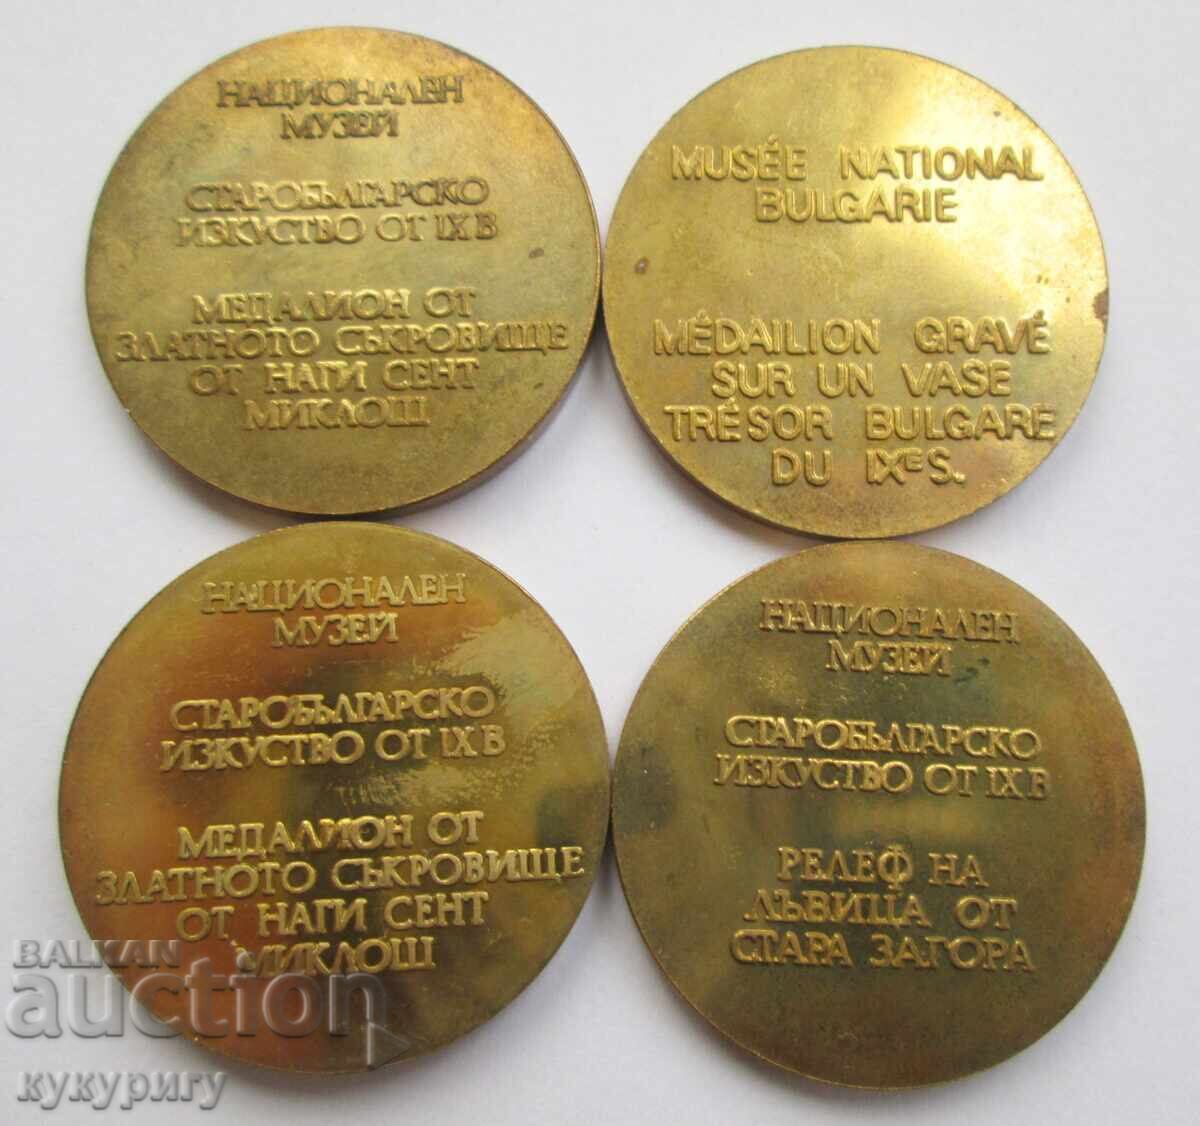 НАЦИОНАЛЕН
МУЗЕЙ
СТАРОБЪЛГАРСКО
ИЗКУСТВО ОТ IX В
МЕДАЛИОН ОТ
ЗЛАТНОТО СЪКРОВИЩЕ
ОТ НАГИ СЕНТ
МИКЛОШ
MUSÉE NATIONAL
BULGARIE
MÉDAILION GRAVÉ
SUR UN VASE
TRÉSOR BULGARE
DU IXE S.
НАЦИОНАЛЕН
МУЗЕЙ
СТАРОБЪЛГАРСКО
ИЗКУСТВО ОТ IX В
МЕДАЛИОН ОТ
ЗЛАТНОТО СЪКРОВИЩЕ
ОТ НАГИ СЕНТ
МИКЛОШ
НАЦИОНАЛЕН
МУЗЕЙ
СТАРОБЪЛГАРСКО
ИЗКУСТВО ОТ IX В
РЕЛЕФ НА
ЛЪВИЦА ОТ
СТАРА ЗАГОРА
BALKAN
auction
кукуригу